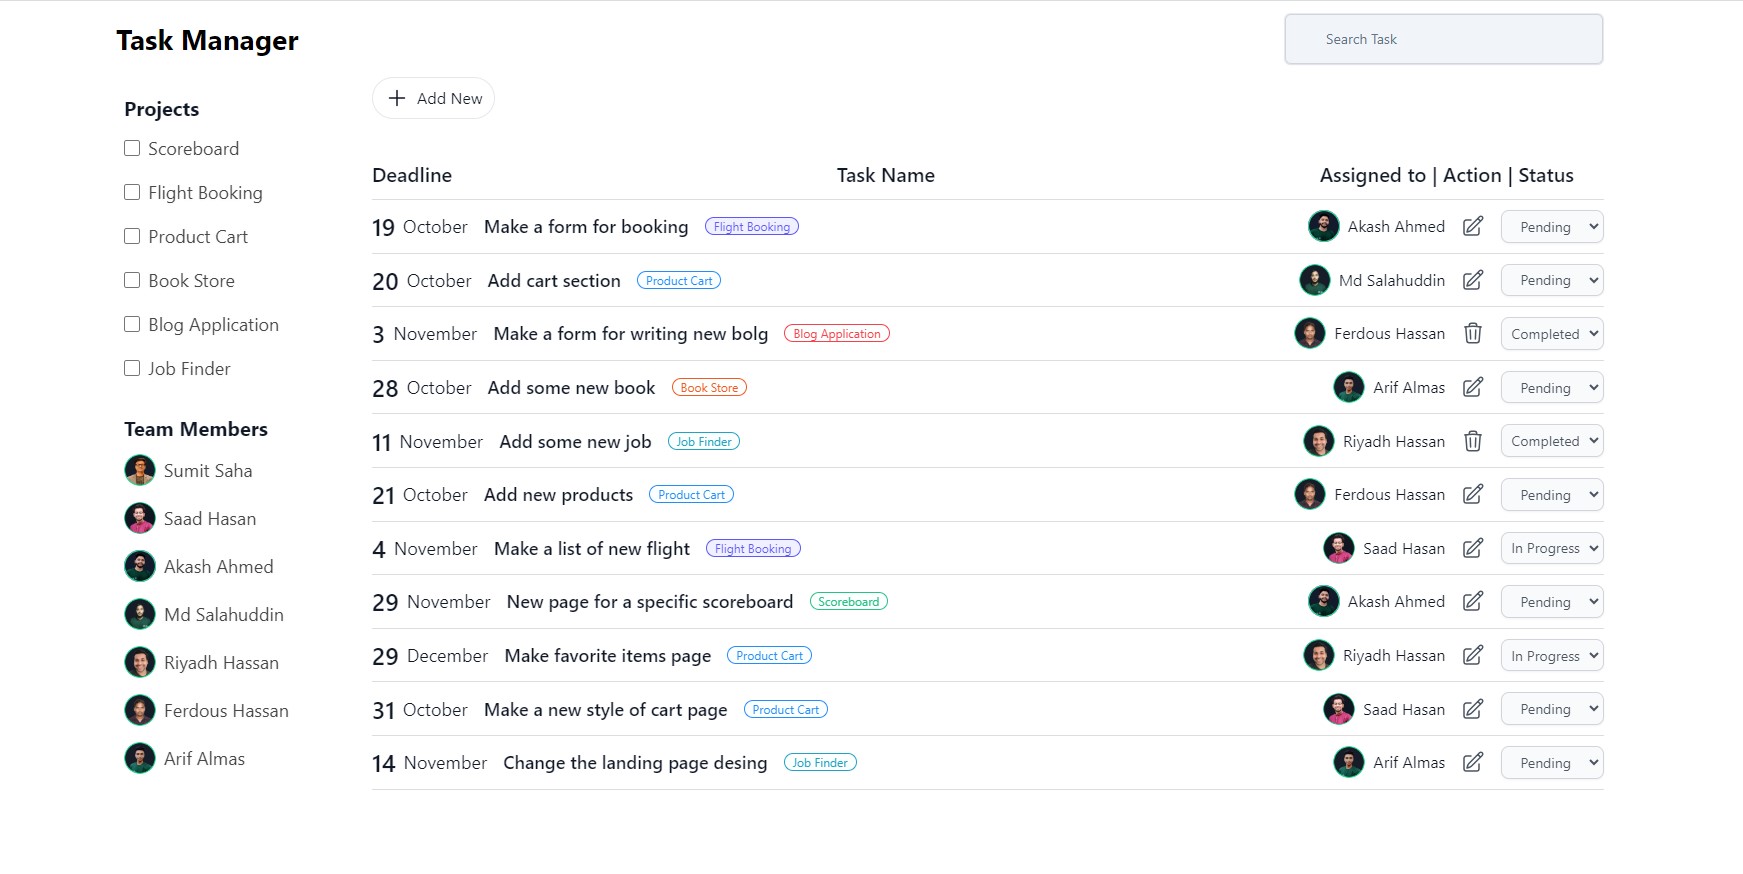 Task Manager
Search Task
Projects
Scoreboard
Flight Booking
Product Cart
Book Store
Blog Application
Job Finder
Team Members
Sumit Saha
Saad Hasan
Akash Ahmed
Md Salahuddin
Riyadh Hassan
Ferdous Hassan
Arif Almas
Add New
Deadline Task Name Assigned to | Action | Status
19 October Make a form for booking Flight Booking Akash Ahmed Pending
20 October Add cart section Product Cart Md Salahuddin Pending
3 November Make a form for writing new bolg Blog Application Ferdous Hassan Completed
28 October Add some new book Book Store Arif Almas Pending
11 November Add some new job Job Finder Riyadh Hassan Completed
21 October Add new products Product Cart Ferdous Hassan Pending
4 November Make a list of new flight Flight Booking Saad Hasan In Progress
29 November New page for a specific scoreboard Scoreboard Akash Ahmed Pending
29 December Make favorite items page Product Cart Riyadh Hassan In Progress
31 October Make a new style of cart page Product Cart Saad Hasan Pending
14 November Change the landing page desing Job Finder Arif Almas Pending